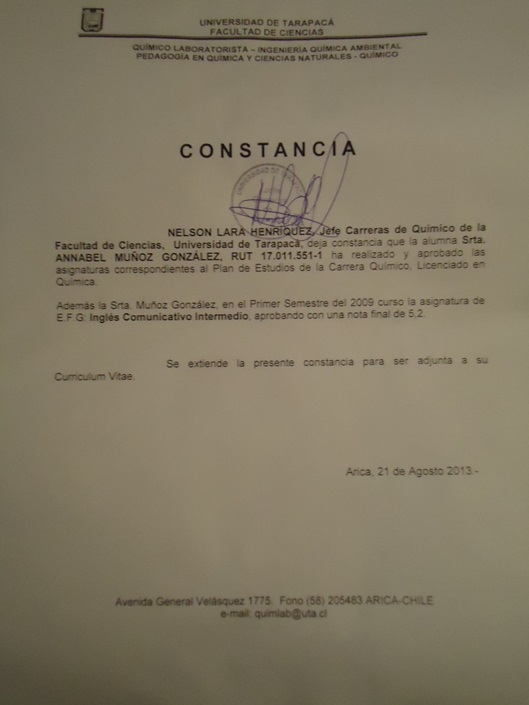 UNIVERSIDAD DE TARAPACÁ
FACULTAD DE CIENCIAS
QUÍMICO LABORATORISTA - INGENIERÍA QUÍMICA AMBIENTAL
PEDAGOGÍA EN QUÍMICA Y CIENCIAS NATURALES - QUÍMICO
CONSTANCIA
UNIVERSIDAD DE
NELSON LARA HENRIQUEZ, Jefe Carreras de Químico de la
Facultad de Ciencias, Universidad de Tarapacá, deja constancia que la alumna Srta.
ANNABEL MUÑOZ GONZÁLEZ, RUT 17.011.551-1 ha realizado y aprobado las
asignaturas correspondientes al Plan de Estudios de la Carrera Químico, Licenciado en
Química.
Además la Srta. Muñoz González, en el Primer Semestre del 2009 curso la asignatura de
E.F.G: Inglés Comunicativo Intermedio, aprobando con una nota final de 5,2.
Se extiende la presente constancia para ser adjunta a su
Curriculum Vitae.
Arica, 21 de Agosto 2013.-
Avenida General Velásquez 1775. Fono (58) 205483 ARICA-CHILE
e-mail: quimlab@uta.cl